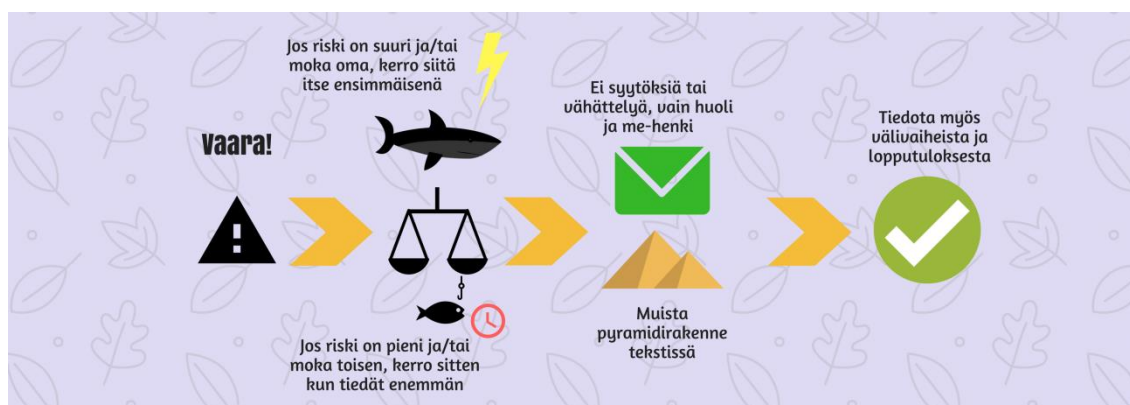 Vaara!
Jos riski on suuri ja/tai
moka oma, kerro siitä
itse ensimmäisenä
Jos riski on pieni ja/tai
moka toisen, kerro sitten
kun tiedät enemmän
Ei syytöksiä tai
vähättelyä, vain huoli
ja me-henki
Muista
pyramidirakenne
tekstissä
Tiedota myös
välivaiheista ja
lopputuloksesta